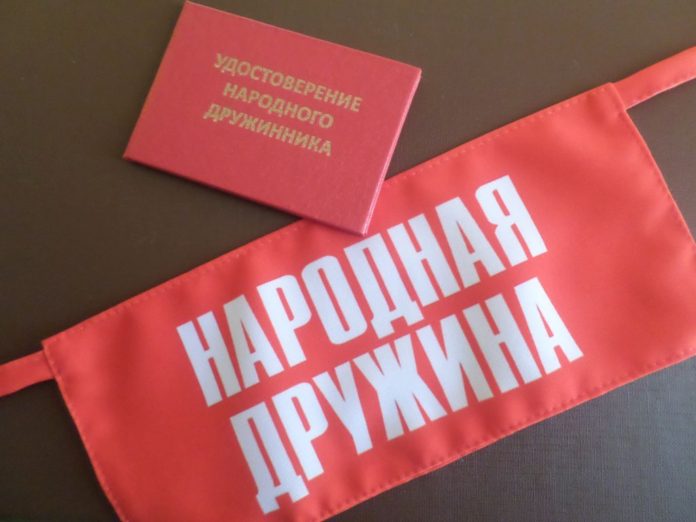 УДОСТОВЕРЕНИЕ
НАРОДНОГО
ДРУЖИННИКА
НАРОДНАЯ
ДРУЖИНА